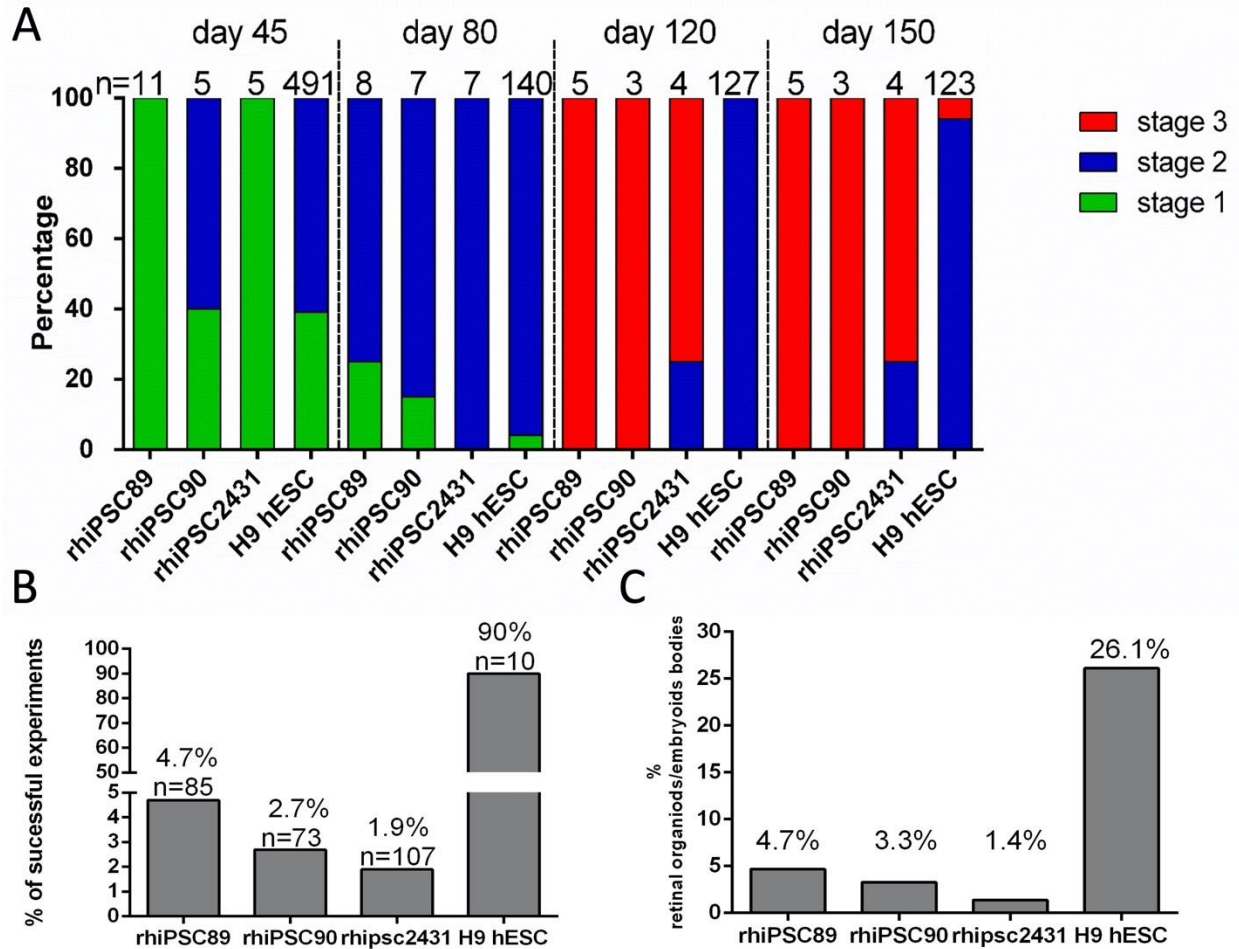 A
day 45 day 80 day 120 day 150
n=11 5 5 491 8 7 7 140 5 3 4 127 5 3 4 123
100
80
60
40
20
0
Percentage
stage 3
stage 2
stage 1
rhiPSC89 rhiPSC90 rhiPSC2431 H9 hESC rhiPSC89 rhiPSC90 rhiPSC2431 H9 hESC rhiPSC89 rhiPSC90 rhiPSC2431 H9 hESC rhiPSC89 rhiPSC90 rhiPSC2431 H9 hESC
B
% of sucessful experiments
100
90
80
70
60
50
5
4
3
2
1
0
4.7%
n=85
2.7%
n=73
1.9%
n=107
90%
n=10
rhiPSC89 rhiPSC90 rhipsc2431 H9 hESC
C
%
retinal organiods/embryoids bodies
30
25
20
15
10
5
0
4.7% 3.3% 1.4% 26.1%
rhiPSC89 rhiPSC90 rhipsc2431 H9 hESC